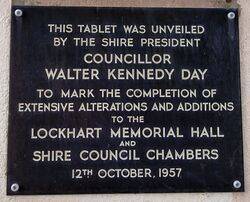 THIS TABLET WAS UNVEILED
BY THE SHIRE PRESIDENT
COUNCILLOR
WALTER KENNEDY DAY
TO MARK THE COMPLETION OF
EXTENSIVE ALTERATIONS AND ADDITIONS
TO THE
LOCKHART MEMORIAL HALL
AND
SHIRE COUNCIL CHAMBERS
12TH OCTOBER, 1957